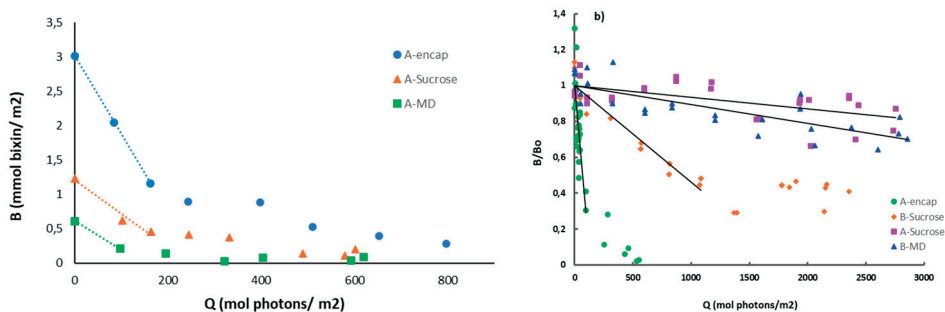 3,5
3
2,5
2
1,5
1
0,5
0
B (mmol bixin/ m2)
0
200
400
600
800
Q (mol photons/ m2)
A-encap
A-Sucrose
A-MD
b)
1,4
1,2
1
0,8
0,6
0,4
0,2
0
B/Bo
0
500
1000
1500
2000
2500
3000
Q (mol photons/m2)
A-encap
B-Sucrose
A-Sucrose
B-MD